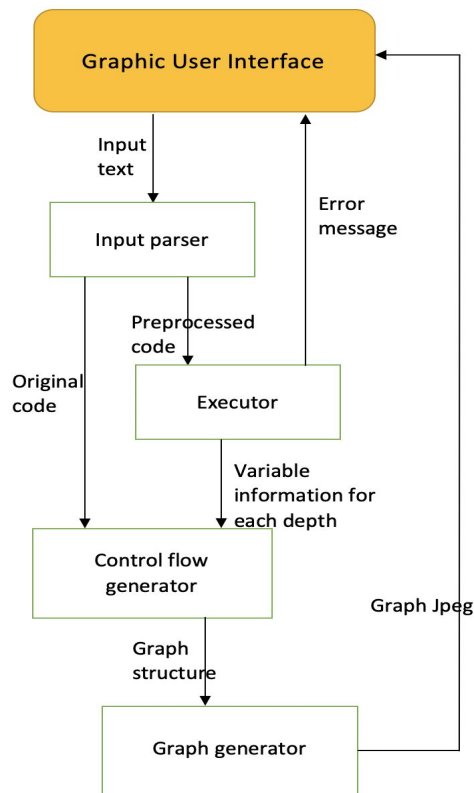 Graphic User Interface
Input
text
Error
message
Input parser
Preprocessed
code
Original
code
Executor
Variable
information for
each depth
Control flow
generator
Graph Jpeg
Graph
structure
Graph generator